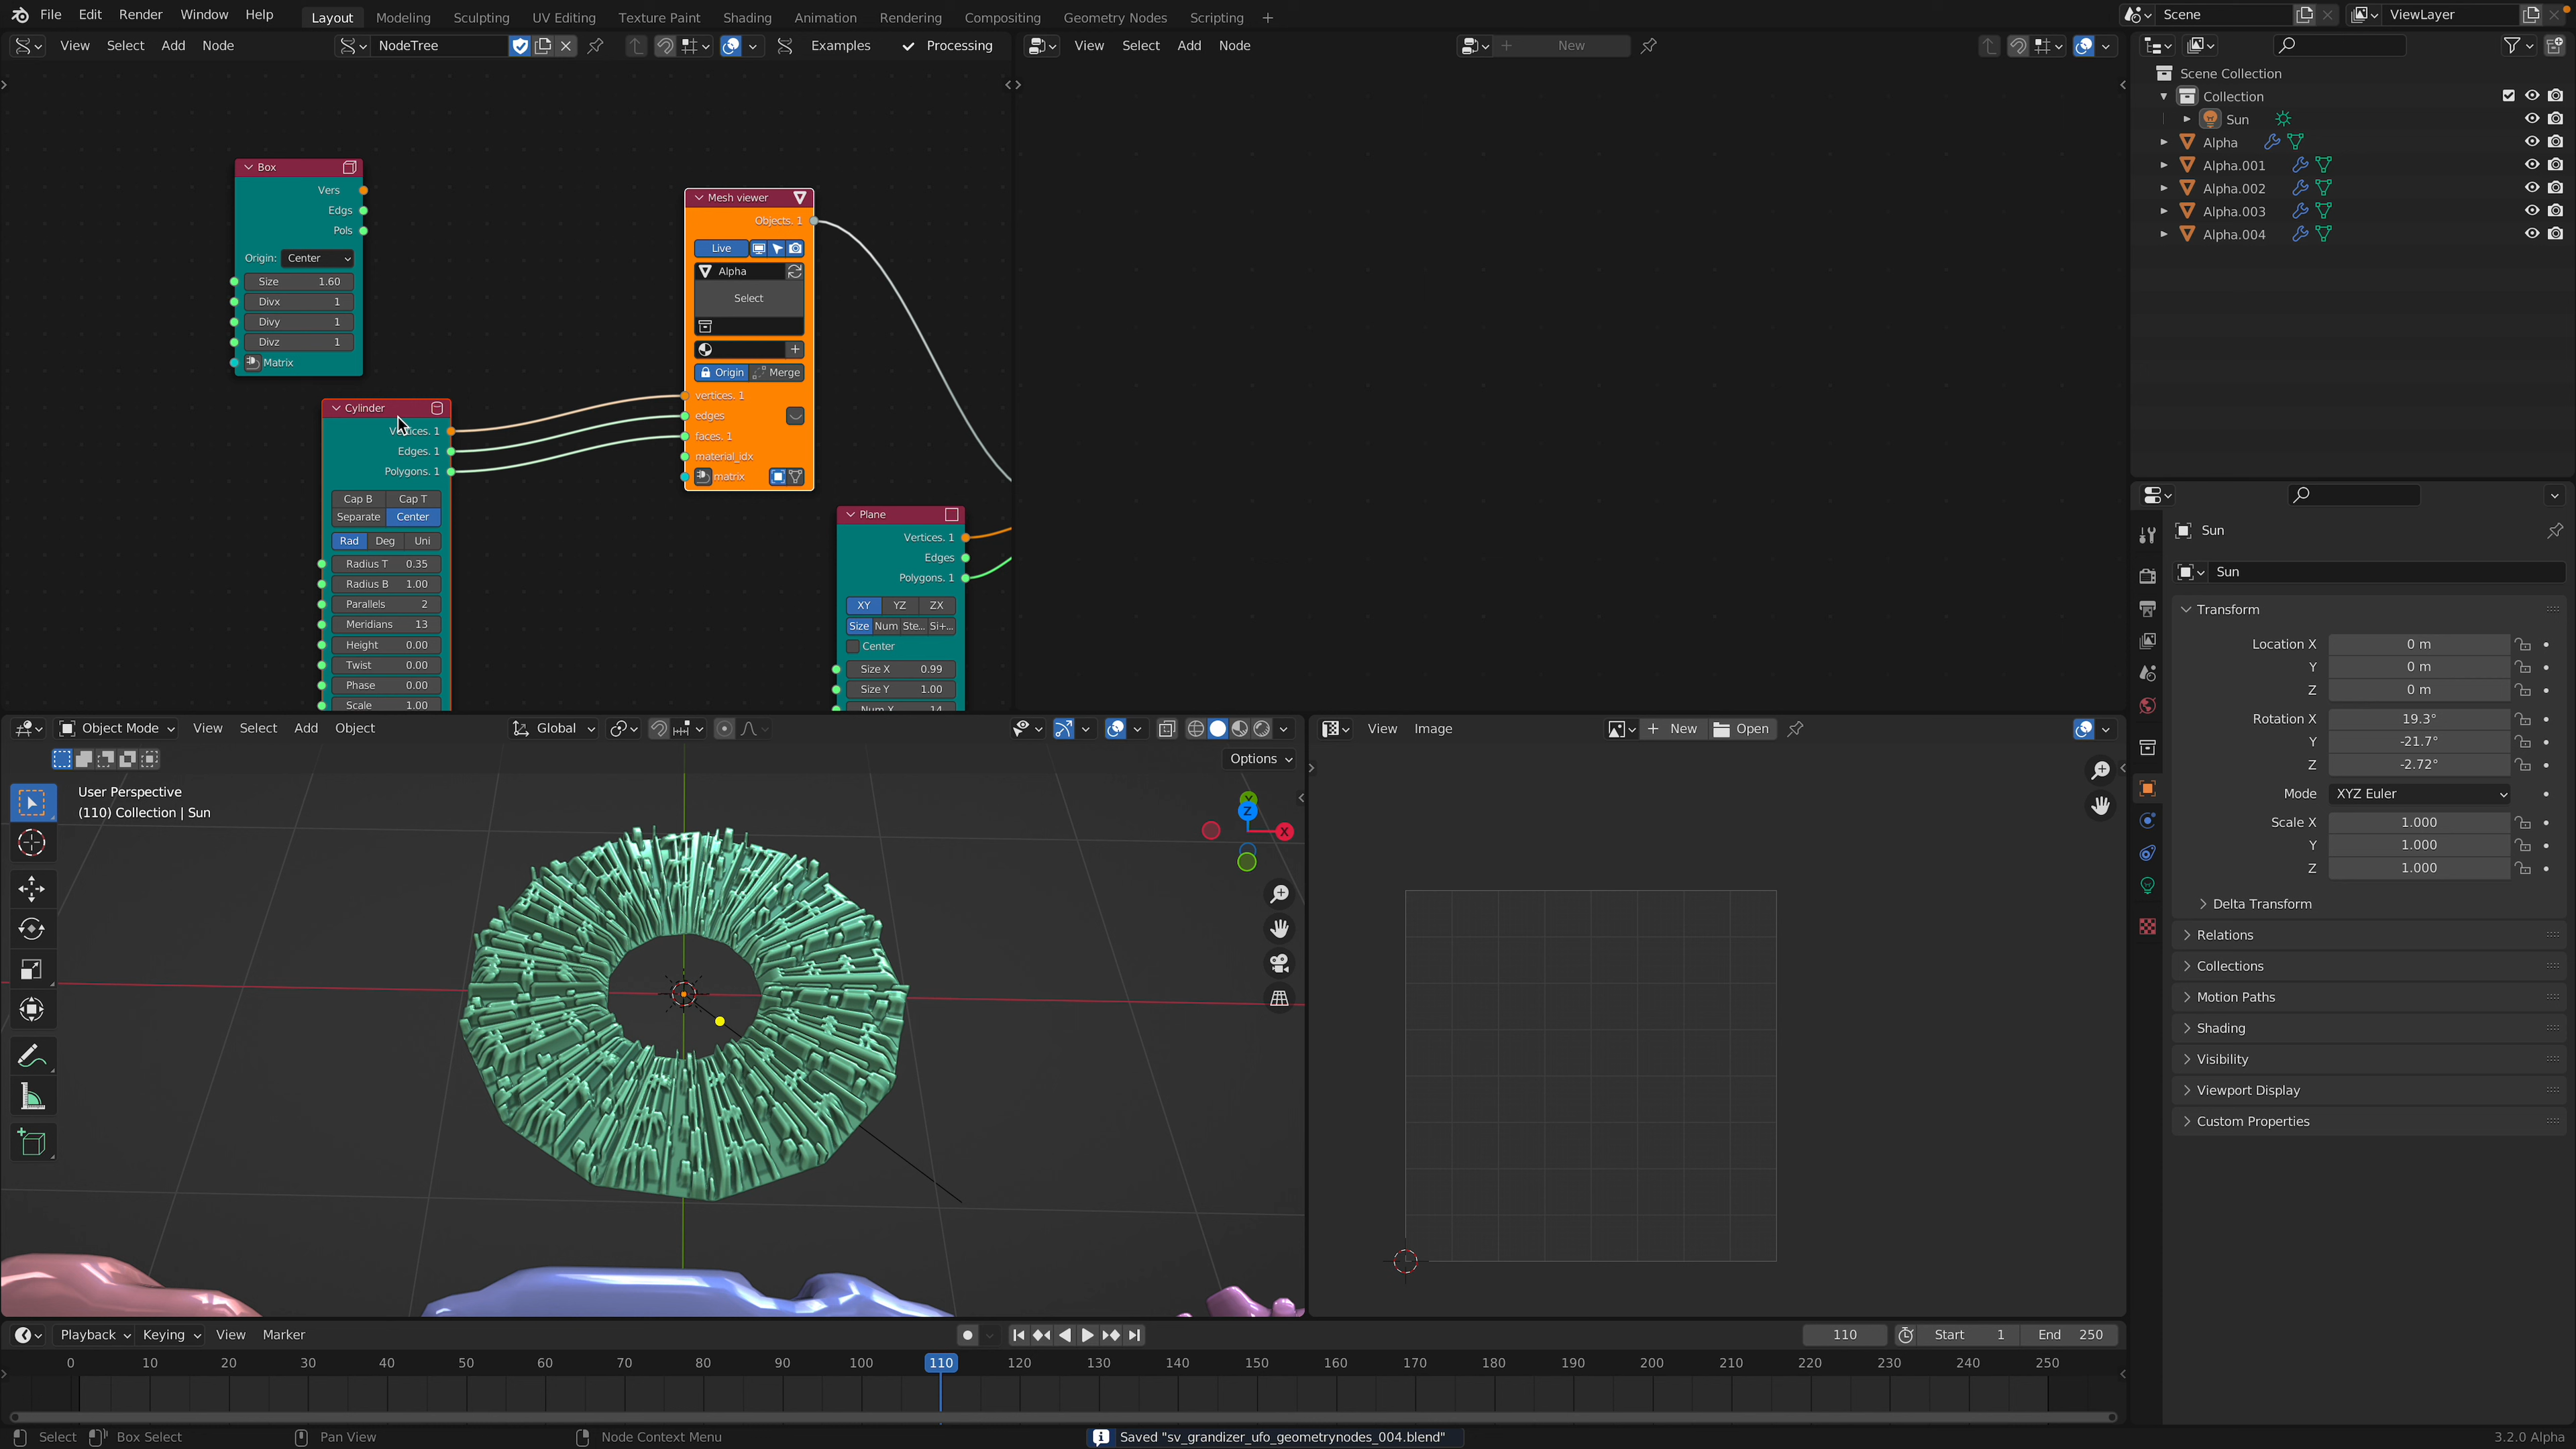 File Edit Render Window Help Layout Modeling Sculpting UV Editing Texture Paint Shading Animation Rendering Compositing Geometry Nodes Scripting + Scene ViewLayer
View Select Add Node NodeTree Examples Processing View Select Add Node New
Scene Collection
Collection
Sun
Alpha
Alpha.001
Alpha.002
Alpha.003
Alpha.004
Box
Vers
Edgs
Pols
Origin: Center
Size 1.60
Divx 1
Divy 1
Divz 1
Matrix
Mesh viewer
Objects. 1
Live
Alpha
Select
Origin Merge
vertices. 1
edges
faces. 1
material_idx
matrix
Cylinder
Edges. 1
Polygons. 1
Cap B Cap T
Separate Center
Rad Deg Uni
Radius T 0.35
Radius B 1.00
Parallels 2
Meridians 13
Height 0.00
Twist 0.00
Phase 0.00
Scale 1.00
Plane
Vertices. 1
Edges
Polygons. 1
XY YZ ZX
Size Num Ste... Si+...
Center
Size X 0.99
Size Y 1.00
Num X 14
Sun
Sun
Transform
Location X 0 m
Y 0 m
Z 0 m
Rotation X 19.3°
Y -21.7°
Z -2.72°
Mode XYZ Euler
Scale X 1.000
Y 1.000
Z 1.000
Delta Transform
Relations
Collections
Motion Paths
Shading
Visibility
Viewport Display
Custom Properties
Object Mode View Select Add Object Global
Options
User Perspective
(110) Collection | Sun
Y
Z
X
View Image New Open
Playback Keying View Marker 110 Start 1 End 250
0 10 20 30 40 50 60 70 80 90 100 110 120 130 140 150 160 170 180 190 200 210 220 230 240 250
Select Box Select Pan View Node Context Menu Saved "sv_grandizer_ufo_geometrynodes_004.blend" 3.2.0 Alpha